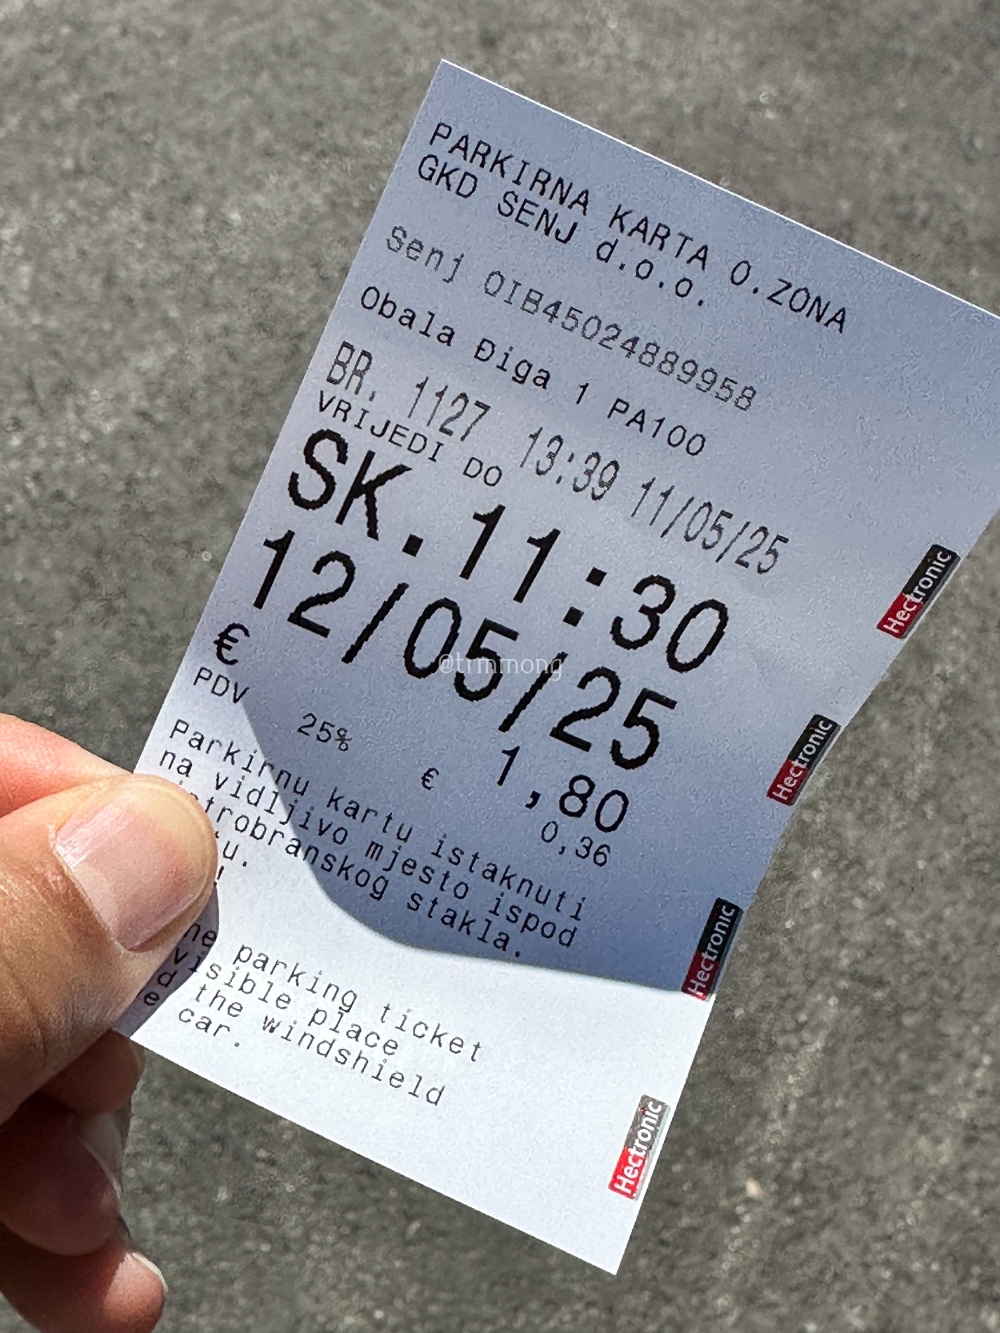 PARKIRNA KARTA O.ZONA
GKD SENJ d.o.o.
Senj OIB45024889958
Obala Điga 1 PA100
BR. 1127 13:39 11/05/25
VRIJEDI DO
SK.11:30
12/05/25
€ 1,80
PDV 25% € 0,36
Parkirnu kartu istaknuti
na vidljivo mjesto ispod
trobranskog stakla.
u.
!
parking ticket
visible place
the windshield
car.
Hectronic
Hectronic
Hectronic
Hectronic
@trnrnong